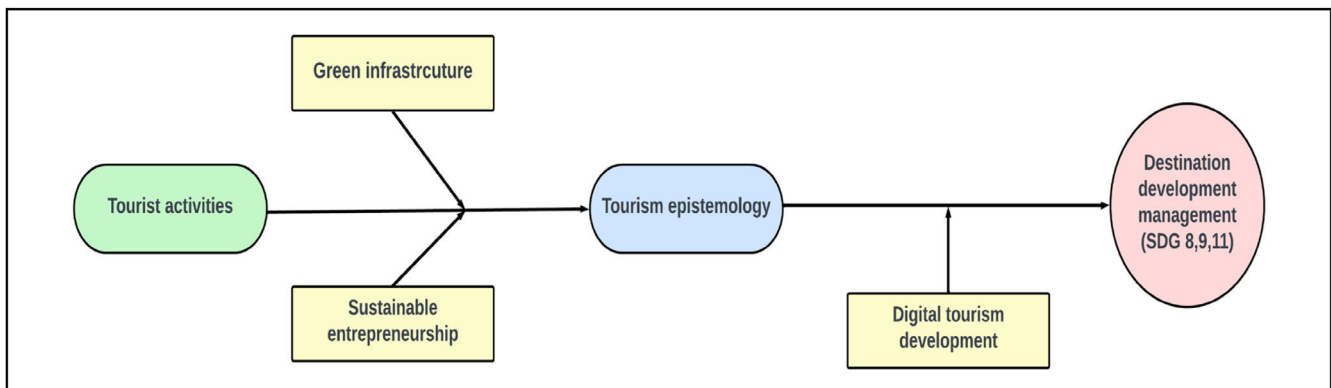 Green infrastrcuture
Tourist activities
Sustainable
entrepreneurship
Tourism epistemology
Digital tourism
development
Destination
development
management
(SDG 8,9,11)